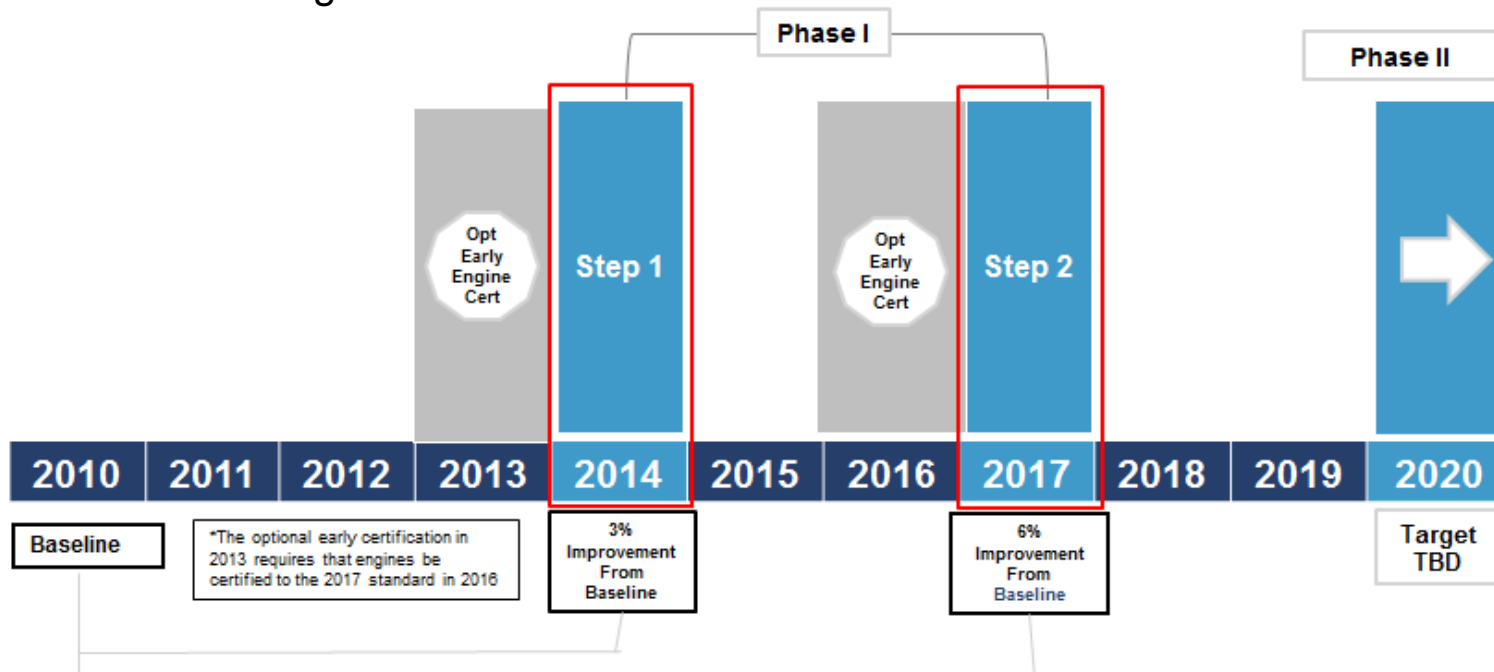 Phase I
Phase II
Opt
Early
Engine
Cert
Step 1
Opt
Early
Engine
Cert
Step 2
2010 2011 2012 2013 2014 2015 2016 2017 2018 2019 2020
Baseline
*The optional early certification in
2013 requires that engines be
certified to the 2017 standard in 2016
3%
Improvement
From
Baseline
6%
Improvement
From
Baseline
Target
TBD